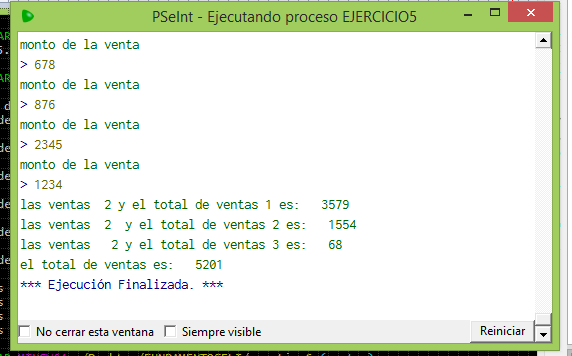 PSeInt - Ejecutando proceso EJERCICIO5
monto de la venta
> 678
monto de la venta
> 876
monto de la venta
> 2345
monto de la venta
> 1234
las ventas  2 y el total de ventas 1 es:   3579
las ventas  2  y el total de ventas 2 es:   1554
las ventas   2 y el total de ventas 3 es:   68
el total de ventas es:   5201
*** Ejecución Finalizada. ***
No cerrar esta ventana Siempre visible Reiniciar